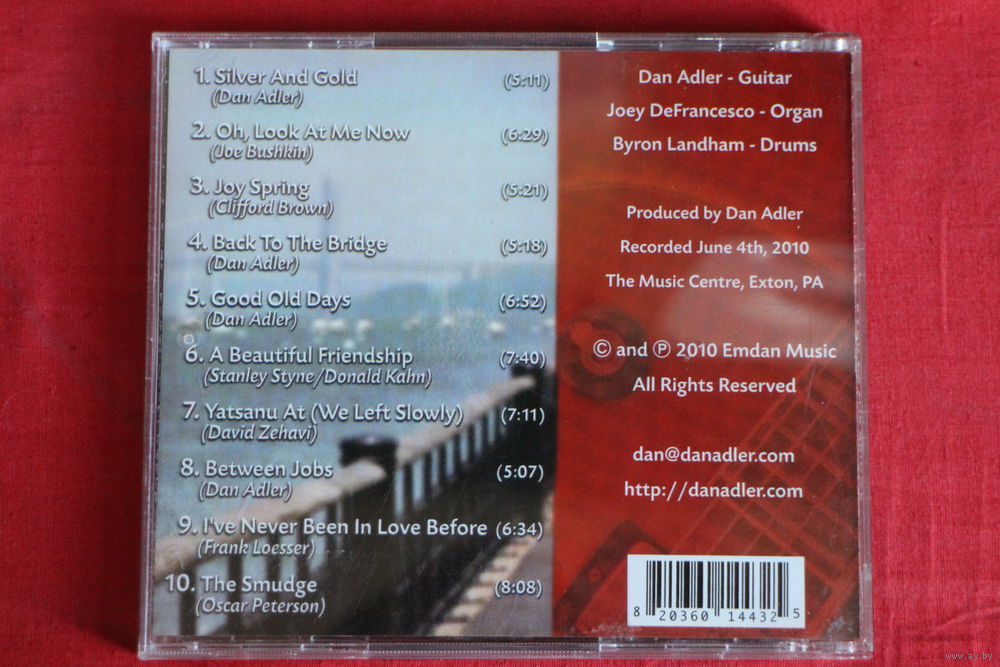 1. Silver And Gold (5:11)
(Dan Adler)
2. Oh, Look At Me Now (6:29)
(Joe Bushkin)
3. Joy Spring (5:21)
(Clifford Brown)
4. Back To The Bridge (5:18)
(Dan Adler)
5. Good Old Days (6:52)
(Dan Adler)
6. A Beautiful Friendship (7:40)
(Stanley Styne/Donald Kahn)
7. Yatsanu At (We Left Slowly) (7:11)
(David Zehavi)
8. Between Jobs (5:07)
(Dan Adler)
9. I've Never Been In Love Before (6:34)
(Frank Loesser)
10. The Smudge (8:08)
(Oscar Peterson)
Dan Adler - Guitar
Joey DeFrancesco - Organ
Byron Landham - Drums
Produced by Dan Adler
Recorded June 4th, 2010
The Music Centre, Exton, PA
© and ℗ 2010 Emdan Music
All Rights Reserved
dan@danadler.com
http://danadler.com
8 20360 14432 5
www.ay.by